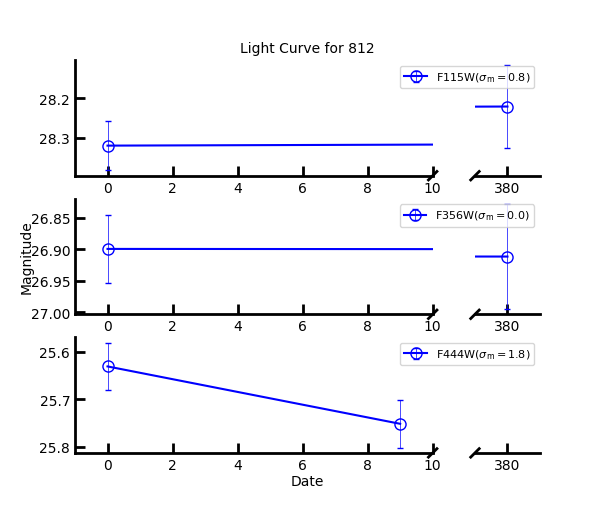 Light Curve for 812
F115W(σm = 0.8)
28.2
28.3
0 2 4 6 8 10 380
F356W(σm = 0.0)
26.85
26.90
26.95
27.00
0 2 4 6 8 10 380
Magnitude
F444W(σm = 1.8)
25.6
25.7
25.8
0 2 4 6 8 10 380
Date